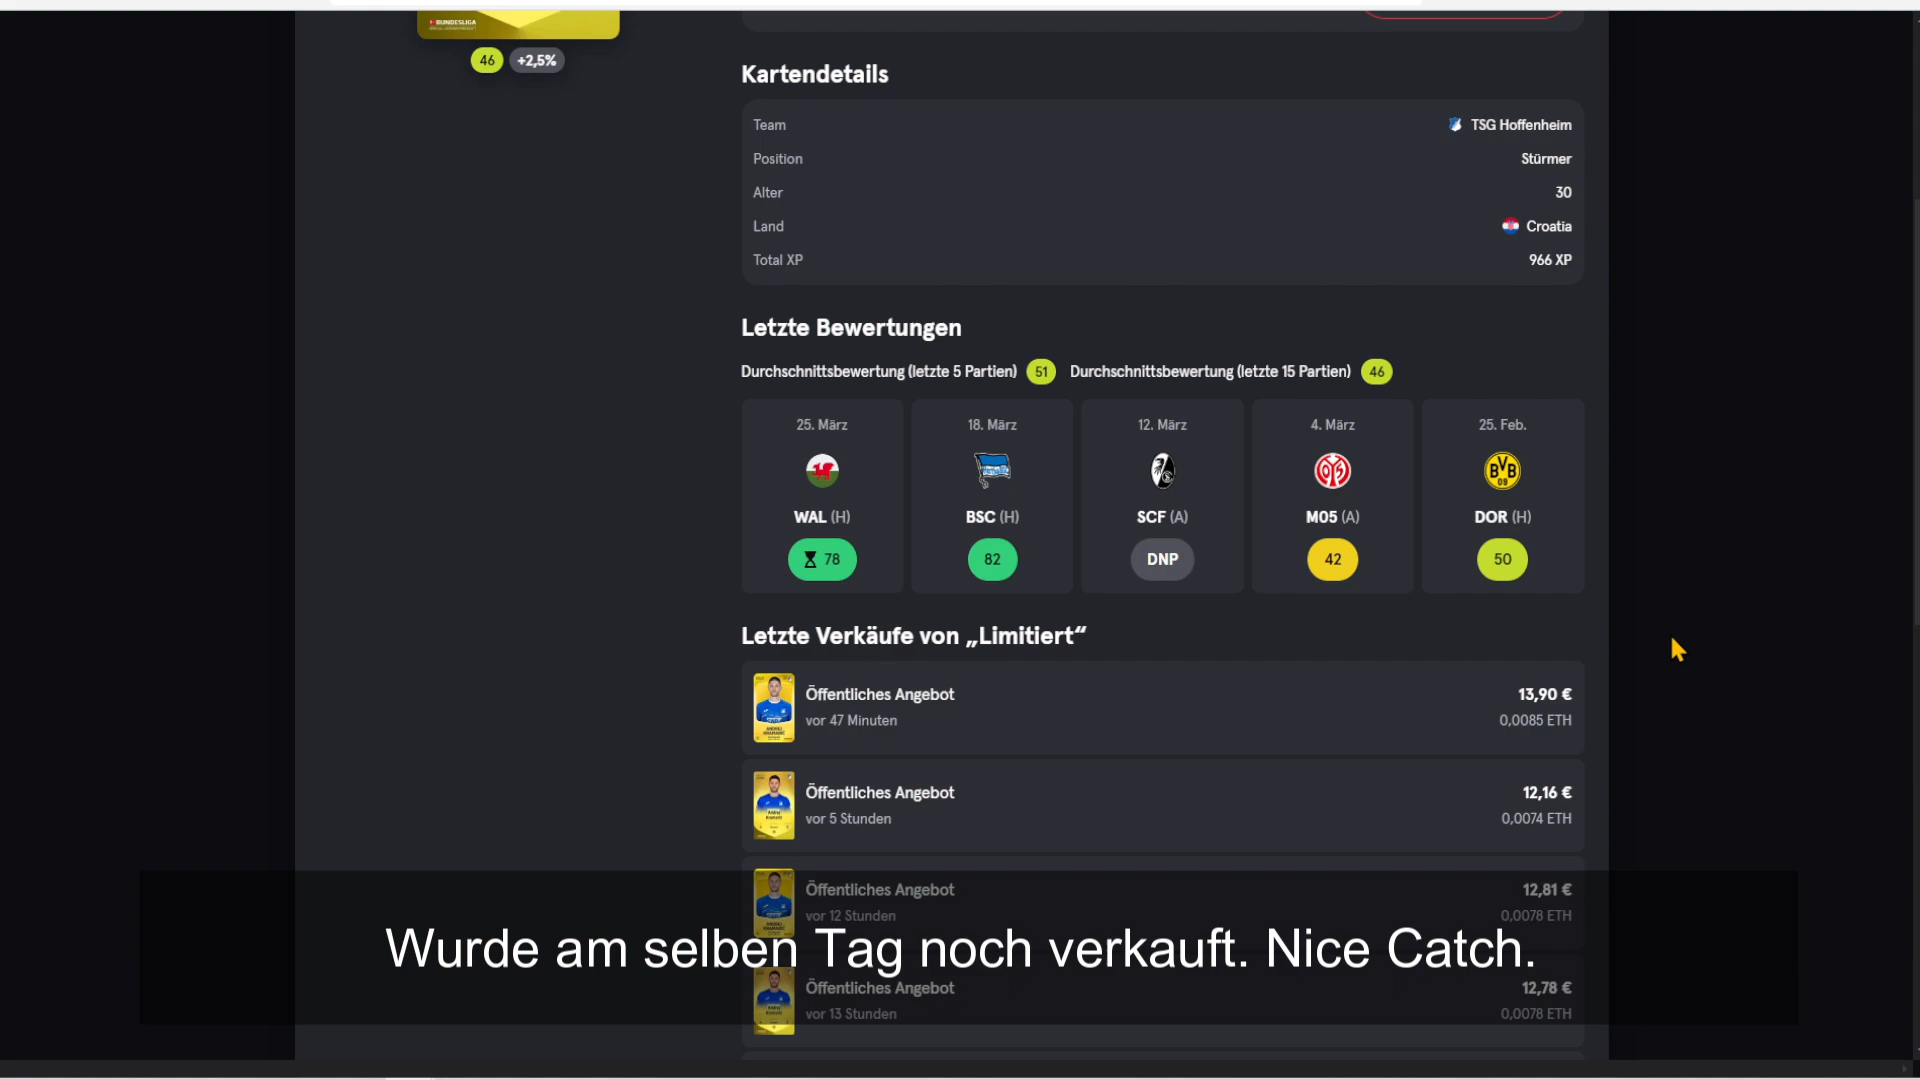 BUNDESLIGA
46 +2,5%
Kartendetails
Team TSG Hoffenheim
Position Stürmer
Alter 30
Land Croatia
Total XP 966 XP
Letzte Bewertungen
Durchschnittsbewertung (letzte 5 Partien) 51 Durchschnittsbewertung (letzte 15 Partien) 46
25. März 18. März 12. März 4. März 25. Feb.
WAL (H) BSC (H) SCF (A) M05 (A) DOR (H)
78 82 DNP 42 50
Letzte Verkäufe von „Limitiert“
Öffentliches Angebot 13,90 €
vor 47 Minuten 0,0085 ETH
Öffentliches Angebot 12,16 €
vor 5 Stunden 0,0074 ETH
Öffentliches Angebot 12,81 €
vor 12 Stunden 0,0078 ETH
Wurde am selben Tag noch verkauft. Nice Catch.
Öffentliches Angebot 12,78 €
vor 13 Stunden 0,0078 ETH